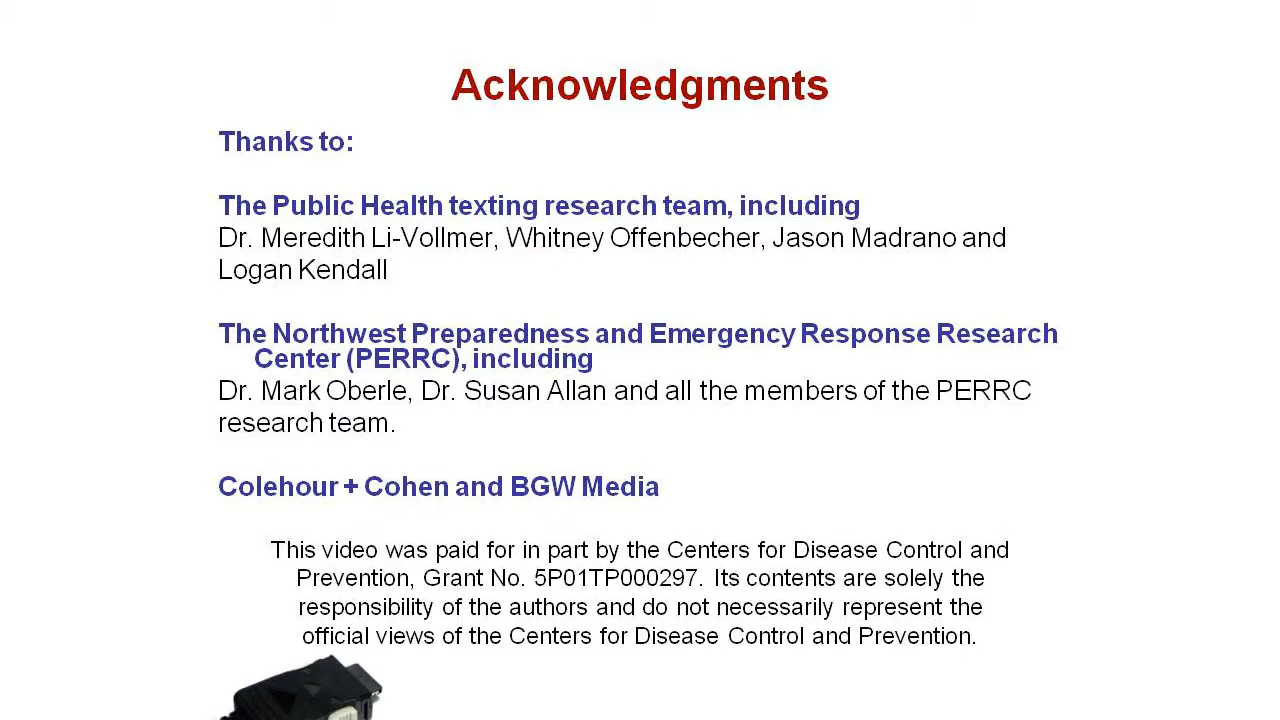 Acknowledgments
Thanks to:
The Public Health texting research team, including
Dr. Meredith Li-Vollmer, Whitney Offenbecher, Jason Madrano and
Logan Kendall
The Northwest Preparedness and Emergency Response Research
Center (PERRC), including
Dr. Mark Oberle, Dr. Susan Allan and all the members of the PERRC
research team.
Colehour + Cohen and BGW Media
This video was paid for in part by the Centers for Disease Control and
Prevention, Grant No. 5P01TP000297. Its contents are solely the
responsibility of the authors and do not necessarily represent the
official views of the Centers for Disease Control and Prevention.